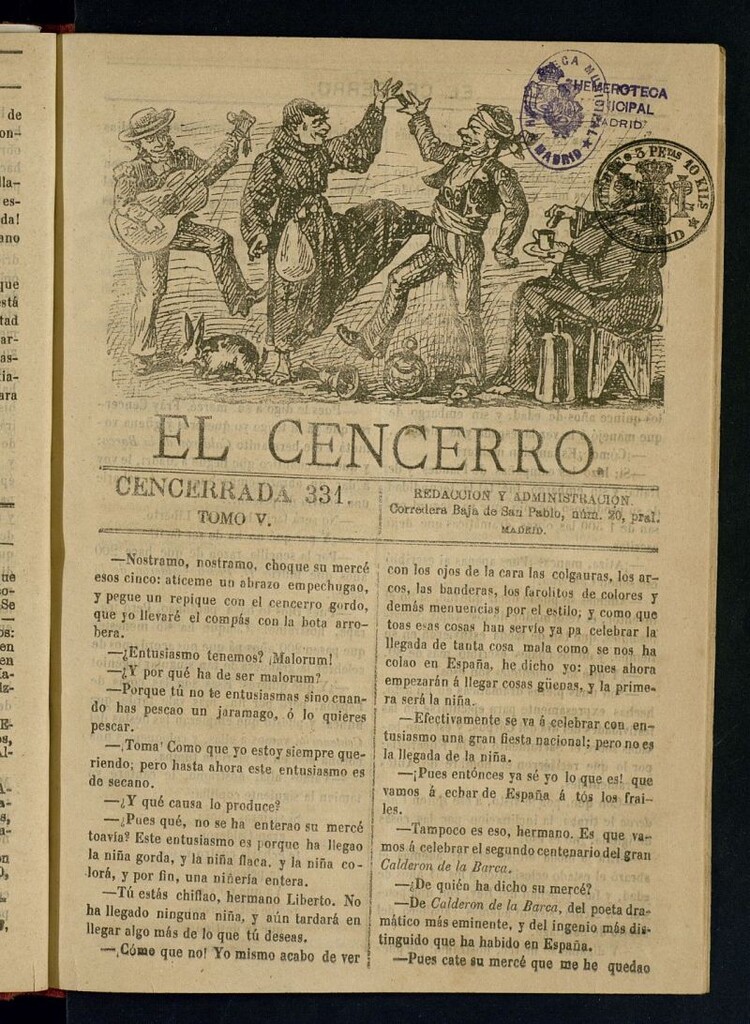 HEMEROTECA
MUNICIPAL
MADRID
3 PEtas 10 KILS
MADRID
EL CENCERRO
CENCERRADA 331.
TOMO V.
REDACCION Y ADMINISTRACION.
Corredera Baja de San Pablo, núm. 20, pral.
MADRID.
—Nostramo, nostramo, choque su mercé
esos cinco: atíceme un abrazo empechugao,
y pegue un repique con el cencerro gordo,
que yo llevaré el compás con la bota arro-
bera.
—¿Entusiasmo tenemos? ¡Malorum!
—¿Y por qué ha de ser malorum?
—Porque tú no te entusiasmas sino cuan-
do has pescao un jaramago, ó lo quieres
pescar.
—¡Toma! Como que yo estoy siempre que-
riendo; pero hasta ahora este entusiasmo es
de secano.
—¿Y qué causa lo produce?
—¿Pues qué, no se ha enterao su mercé
toavía? Este entusiasmo es porque ha llegao
la niña gorda, y la niña flaca, y la niña co-
lorá, y por fin, una niñería entera.
—Tú estás chiflao, hermano Liberto. No
ha llegado ninguna niña, y aún tardará en
llegar algo más de lo que tú deseas.
—¡Cómo que no! Yo mismo acabo de ver
con los ojos de la cara las colgauras, los ar-
cos, las banderas, los farolitos de colores y
demás menuencias por el estilo; y como que
toas esas cosas han servío ya pa celebrar la
llegada de tanta cosa mala como se nos ha
colao en España, he dicho yo: pues ahora
empezarán á llegar cosas güenas, y la prime-
ra será la niña.
—Efectivamente se va á celebrar con en-
tusiasmo una gran fiesta nacional; pero no es
la llegada de la niña.
—¡Pues entónces ya sé yo lo que es! que
vamos á echar de España á tós los frai-
les.
—Tampoco es eso, hermano. Es que va-
mos á celebrar el segundo centenario del gran
Calderon de la Barca.
—¿De quién ha dicho su mercé?
—De Calderon de la Barca, del poeta dra-
mático más eminente, y del ingenio más dis-
tinguido que ha habido en España.
—Pues cate su mercé que me he quedao